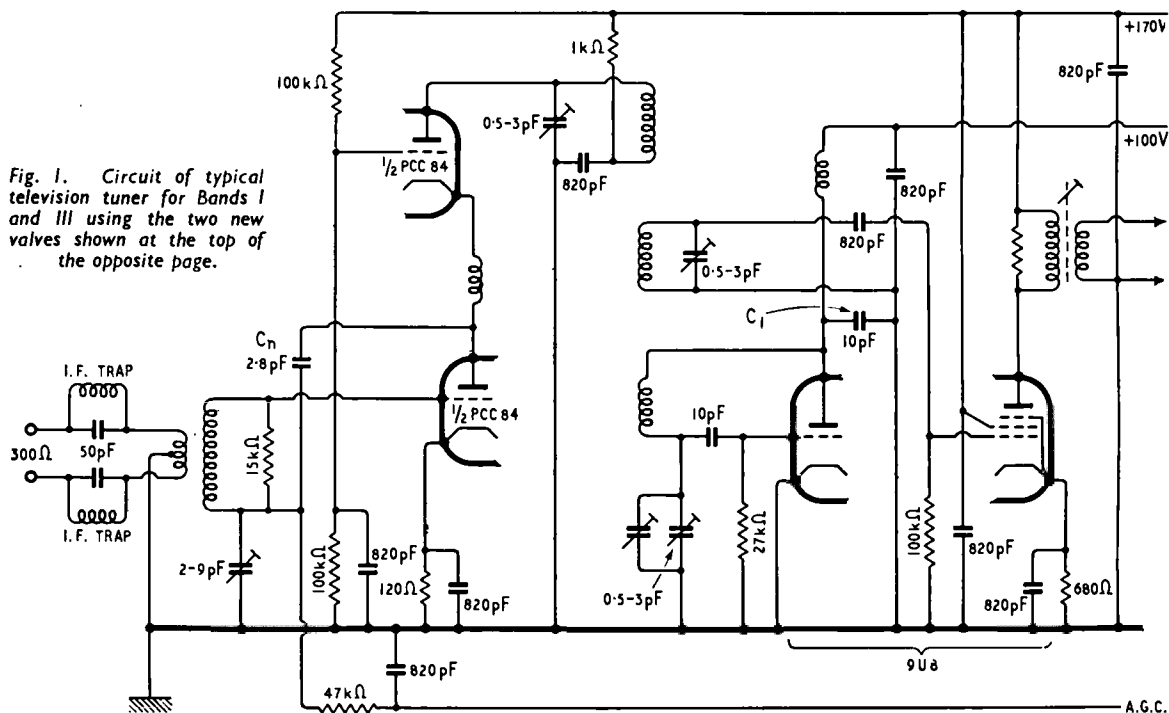 +170V
1kΩ
820pF
100kΩ
0·5-3pF
½ PCC 84
820pF
+100V
Fig. 1. Circuit of typical
television tuner for Bands I
and III using the two new
valves shown at the top of
the opposite page.
820pF
820pF
0·5-3pF
C1
10pF
Cn
2·8pF
I.F. TRAP
50pF
300Ω
I.F. TRAP
15kΩ
½ PCC 84
10pF
2-9pF
100kΩ
820pF
120Ω
820pF
0·5-3pF
27kΩ
100kΩ
820pF
820pF
680Ω
9U8
820pF
47kΩ
A.G.C.